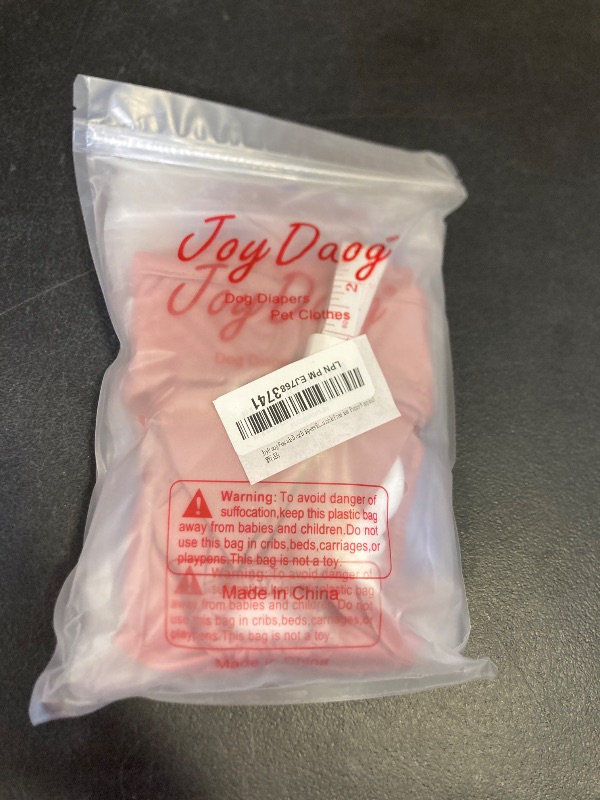 Joy Daog
Dog Diapers
Pet Clothes
2
LPN PM EJ7683741
Warning: To avoid danger of
suffocation,keep this plastic bag
away from babies and children.Do not
use this bag in cribs,beds,carriages,or
playpens.This bag is not a toy.
Made in China